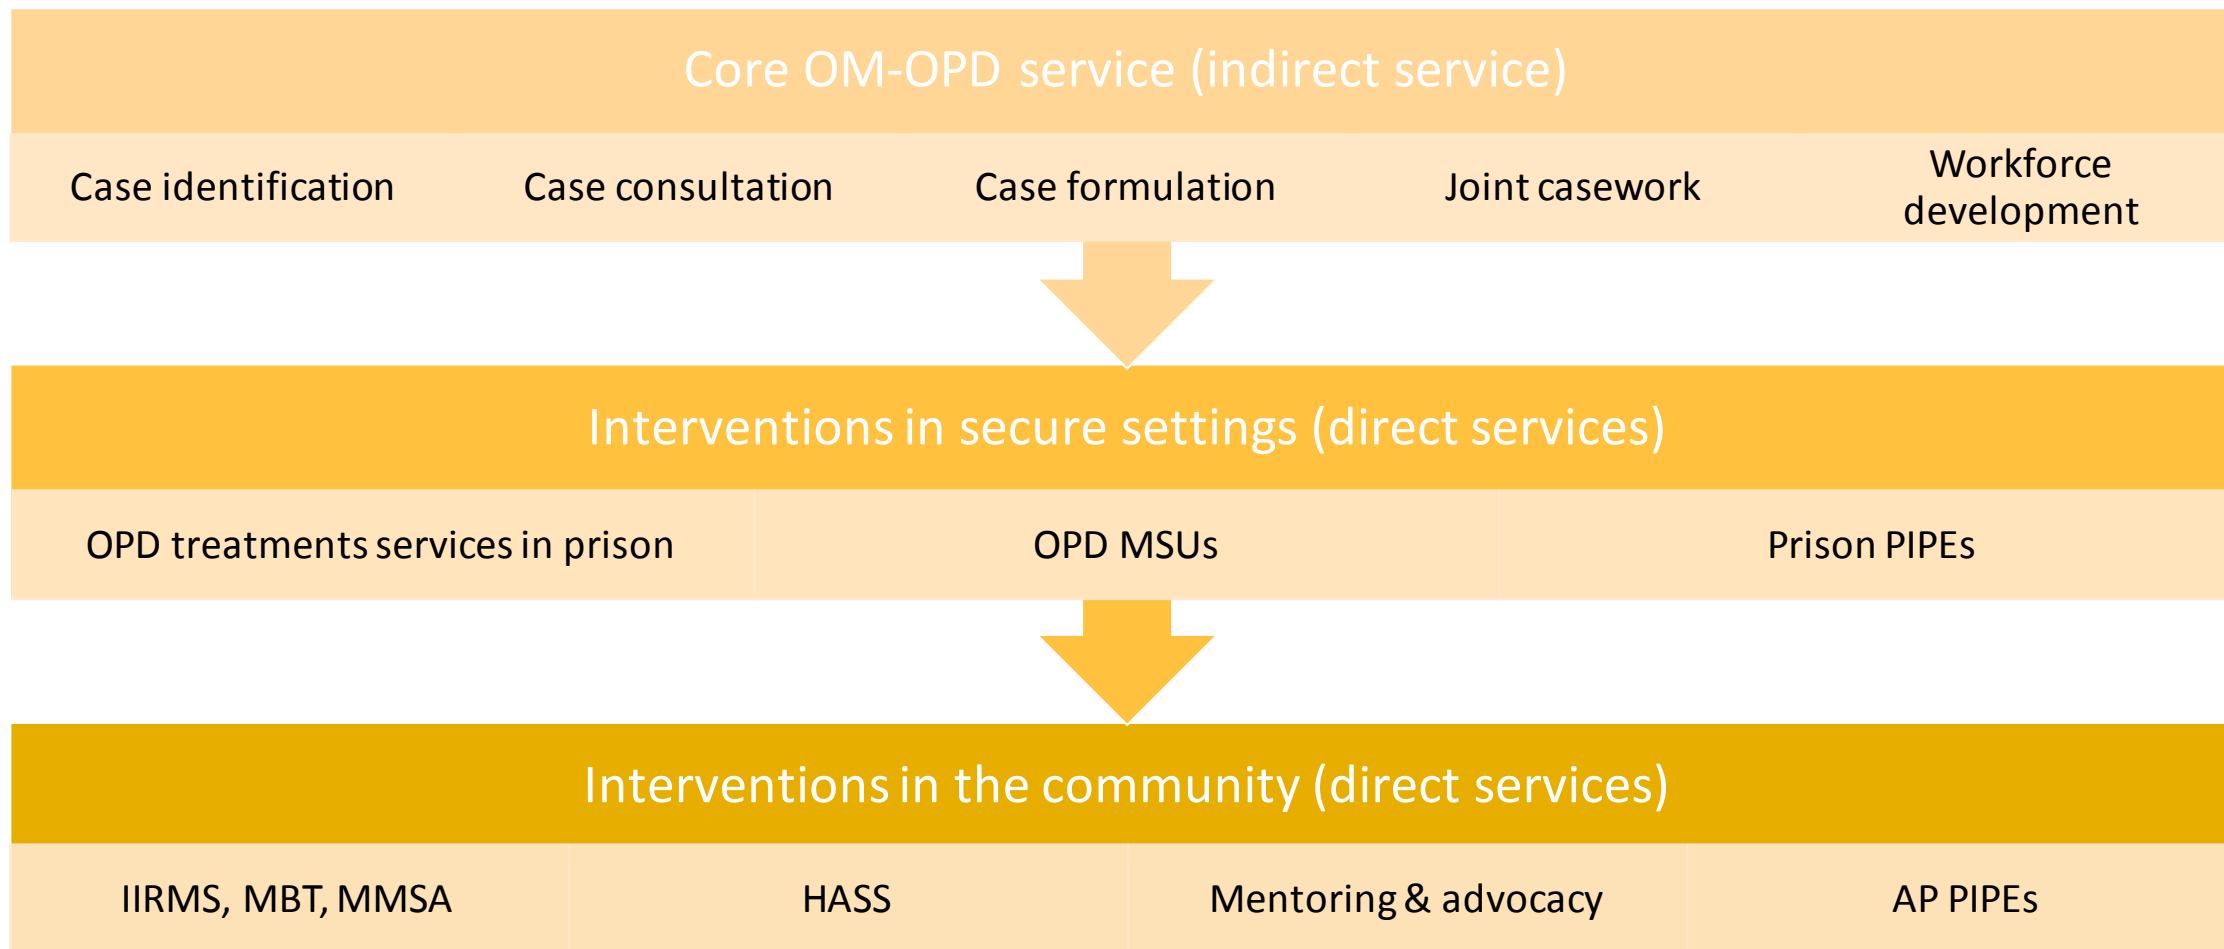 Core OM-OPD service (indirect service)
Case identification
Case consultation
Case formulation
Joint casework
Workforce
development
Interventions in secure settings (direct services)
OPD treatments services in prison
OPD MSUs
Prison PIPEs
Interventions in the community (direct services)
IIRMS, MBT, MMSA
HASS
Mentoring & advocacy
AP PIPEs